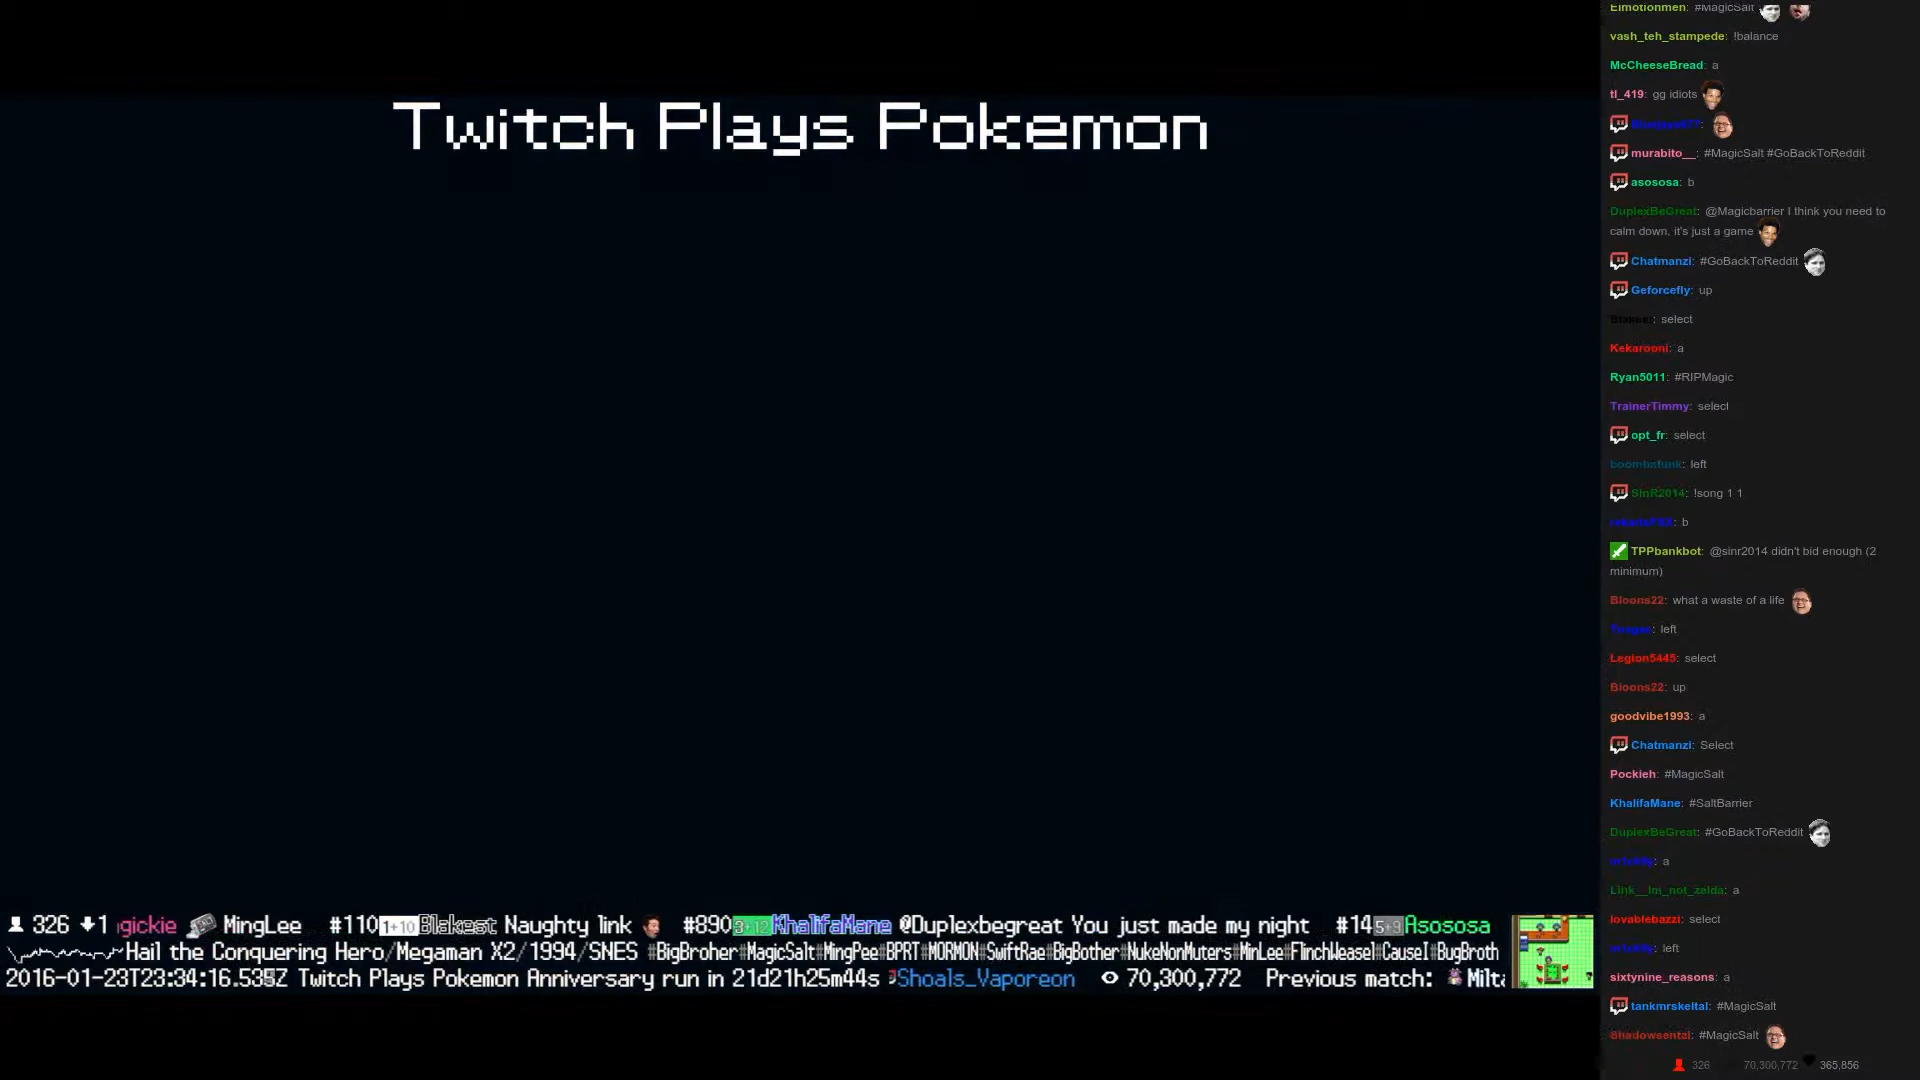 Twitch Plays Pokemon
326 1 gickie MingLee #110 1+10 Blakest Naughty link #890 3+12 KhalifaMane @Duplexbegreat You just made my night #14 5+9 Asososa
Hail the Conquering Hero/Megaman X2/1994/SNES #BigBroher#MagicSalt#MingPee#BPRT#MORMON#SwiftRae#BigBother#NukeNonMuters#MinLee#FlinchWeasel#CauseI#BugBroth
2016-01-23T23:34:16.535Z Twitch Plays Pokemon Anniversary run in 21d21h25m44s Shoals_Vaporeon 70,300,772 Previous match: Milt
Elmotionmen: #MagicSalt
vash_teh_stampede: !balance
McCheeseBread: a
tl_419: gg idiots
murabito__: #MagicSalt #GoBackToReddit
asososa: b
DuplexBeGreat: @Magicbarrier I think you need to
calm down, it's just a game
Chatmanzi: #GoBackToReddit
Geforcefly: up
: select
Kekarooni: a
Ryan5011: #RIPMagic
TrainerTimmy: select
opt_fr: select
boombafunk: left
SinR2014: !song 1 1
: b
TPPbankbot: @sinr2014 didn't bid enough (2
minimum)
Bloons22: what a waste of a life
: left
Legion5445: select
Bloons22: up
goodvibe1993: a
Chatmanzi: Select
Pockieh: #MagicSalt
KhalifaMane: #SaltBarrier
DuplexBeGreat: #GoBackToReddit
: a
Link__Im_not_zelda: a
lovablebazzi: select
: left
sixtynine_reasons: a
tankmrskeltal: #MagicSalt
Shadowsental: #MagicSalt
326 70,300,772 365,856